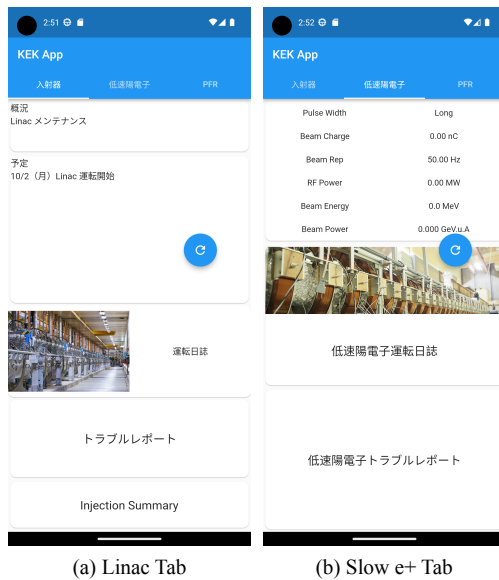 2:51
KEK App
入射器 低速陽電子 PFR
概況
Linac メンテナンス
予定
10/2（月）Linac 運転開始
運転日誌
トラブルレポート
Injection Summary
(a) Linac Tab
2:52
KEK App
入射器 低速陽電子 PFR
Pulse Width Long
Beam Charge 0.00 nC
Beam Rep 50.00 Hz
RF Power 0.00 MW
Beam Energy 0.0 MeV
Beam Power 0.000 GeV.u.A
低速陽電子運転日誌
低速陽電子トラブルレポート
(b) Slow e+ Tab